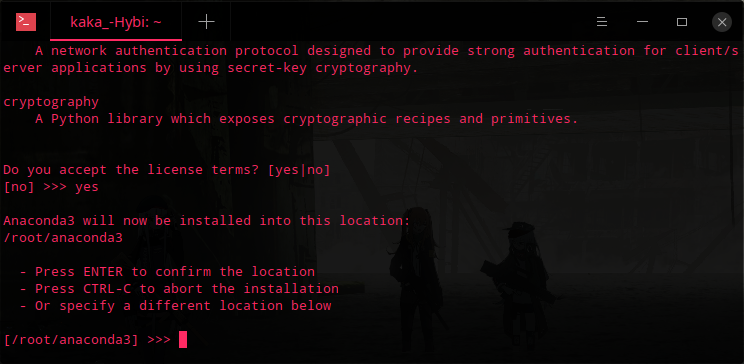 kaka_-Hybi: ~
A network authentication protocol designed to provide strong authentication for client/s
erver applications by using secret-key cryptography.
cryptography
A Python library which exposes cryptographic recipes and primitives.
Do you accept the license terms? [yes|no]
[no] >>> yes
Anaconda3 will now be installed into this location:
/root/anaconda3
- Press ENTER to confirm the location
- Press CTRL-C to abort the installation
- Or specify a different location below
[/root/anaconda3] >>>